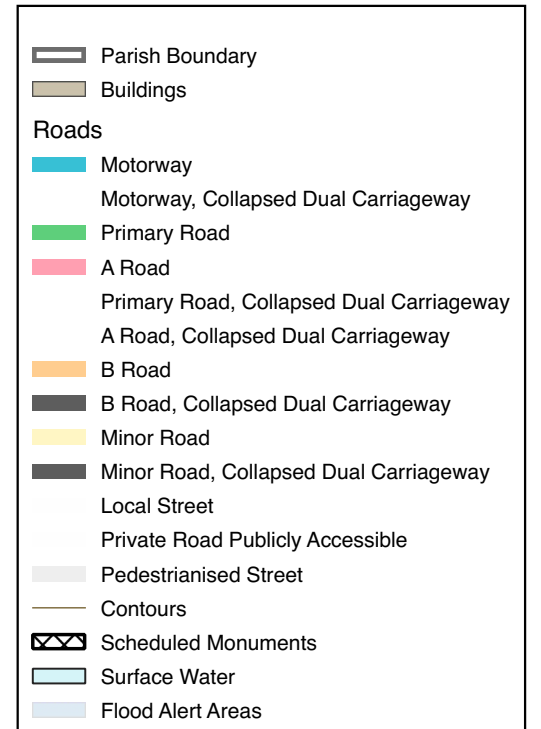 Parish Boundary
Buildings
Roads
Motorway
Motorway, Collapsed Dual Carriageway
Primary Road
A Road
Primary Road, Collapsed Dual Carriageway
A Road, Collapsed Dual Carriageway
B Road
B Road, Collapsed Dual Carriageway
Minor Road
Minor Road, Collapsed Dual Carriageway
Local Street
Private Road Publicly Accessible
Pedestrianised Street
Contours
Scheduled Monuments
Surface Water
Flood Alert Areas